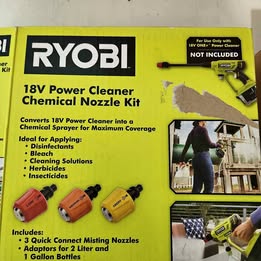 RYOBI
For Use Only with
18V ONE+™ Power Cleaner
NOT INCLUDED
18V Power Cleaner
Chemical Nozzle Kit
Kit
Converts 18V Power Cleaner into a
Chemical Sprayer for Maximum Coverage
Ideal for Applying:
• Disinfectants
• Bleach
• Cleaning Solutions
• Herbicides
• Insecticides
Includes:
• 3 Quick Connect Misting Nozzles
• Adaptors for 2 Liter and
1 Gallon Bottles